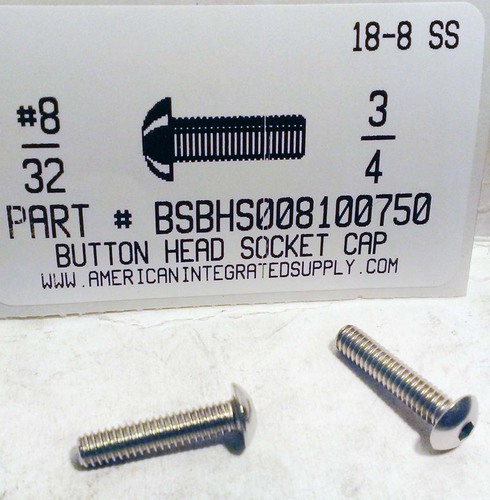 18-8 SS
#8
32
3
4
PART # BSBHS008100750
BUTTON HEAD SOCKET CAP
WWW.AMERICANINTEGRATEDSUPPLY.COM